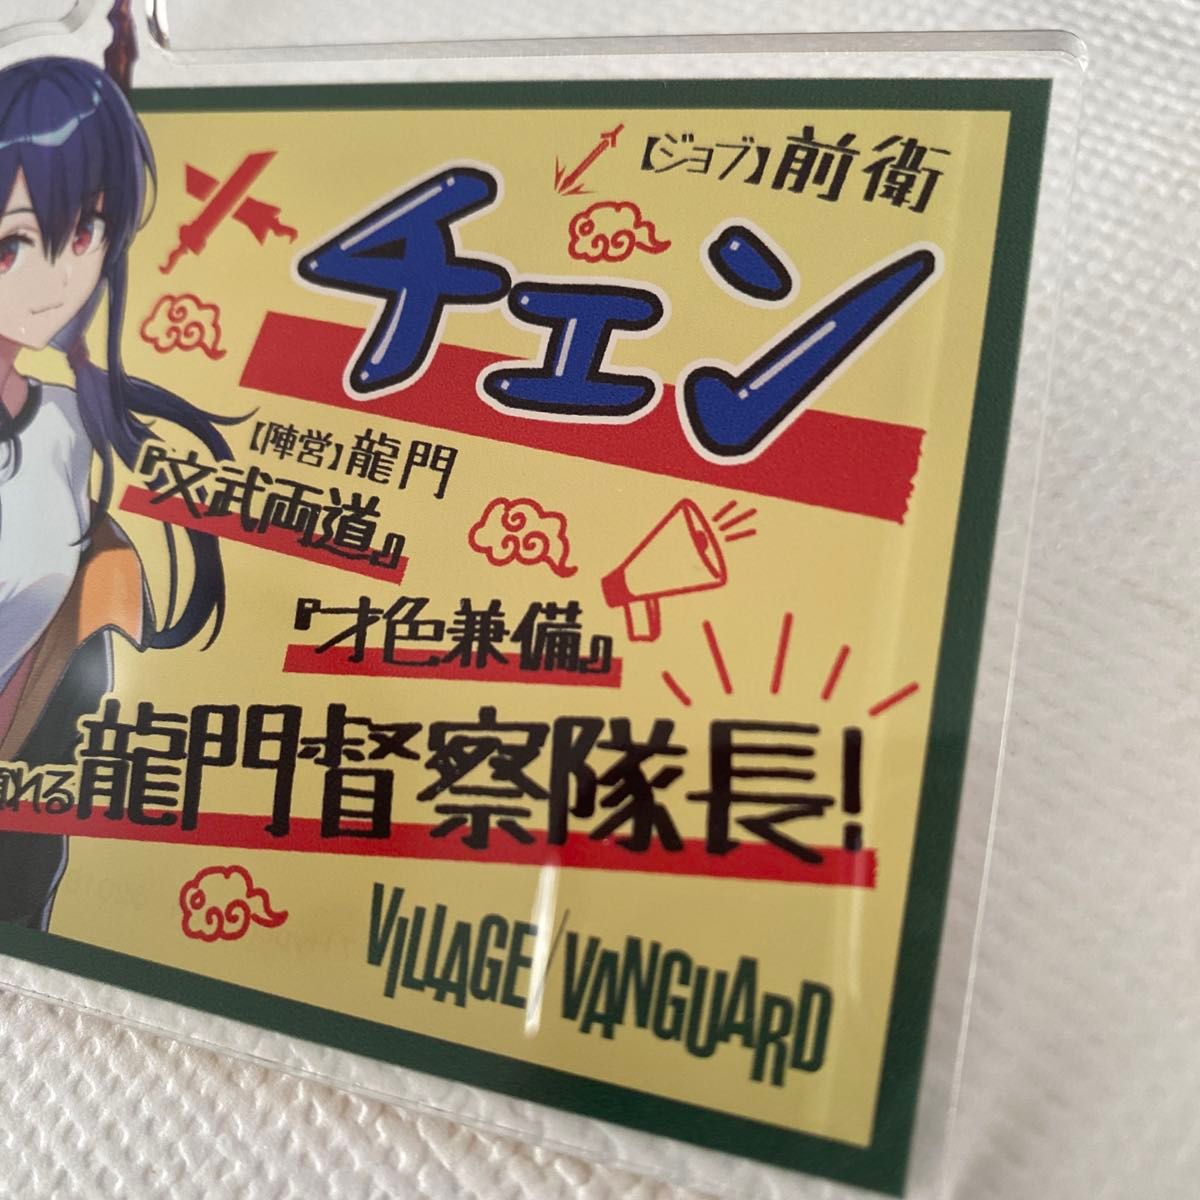 【ジョブ】前衛
チェン
【陣営】龍門
『文武両道』
『才色兼備』
れる龍門督察隊長!
VILLAGE/VANGUARD